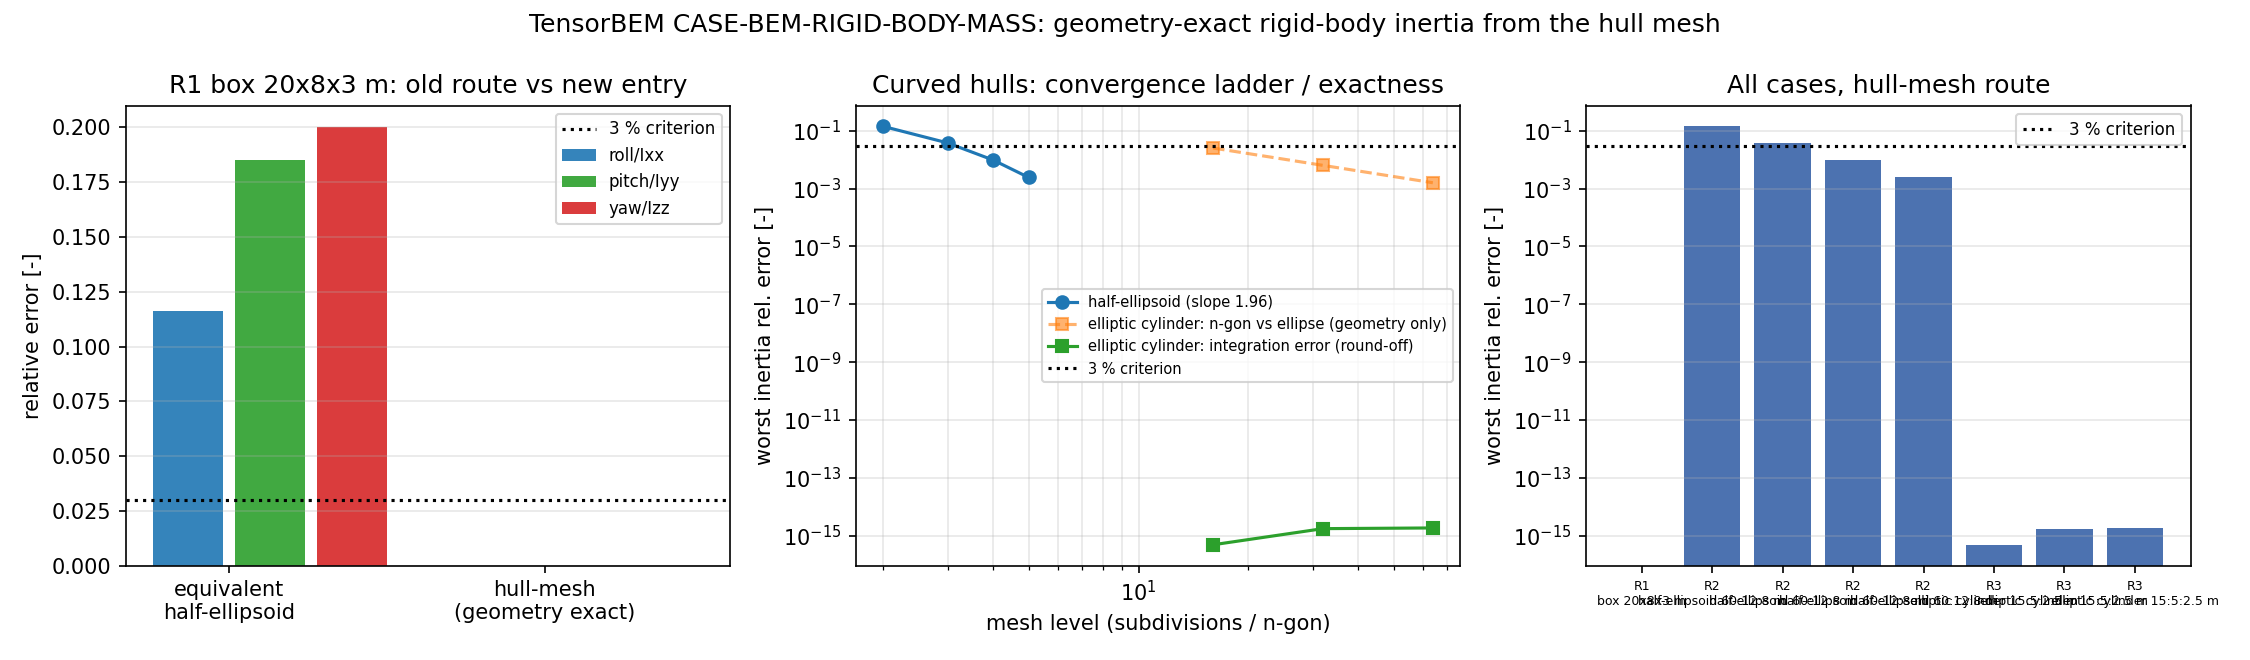 TensorBEM CASE-BEM-RIGID-BODY-MASS: geometry-exact rigid-body inertia from the hull mesh
R1 box 20x8x3 m: old route vs new entry
relative error [-]
0.200
0.175
0.150
0.125
0.100
0.075
0.050
0.025
0.000
3 % criterion
roll/Ixx
pitch/Iyy
yaw/Izz
equivalent
half-ellipsoid
hull-mesh
(geometry exact)
Curved hulls: convergence ladder / exactness
worst inertia rel. error [-]
10⁻¹
10⁻³
10⁻⁵
10⁻⁷
10⁻⁹
10⁻¹¹
10⁻¹³
10⁻¹⁵
half-ellipsoid (slope 1.96)
elliptic cylinder: n-gon vs ellipse (geometry only)
elliptic cylinder: integration error (round-off)
3 % criterion
10¹
mesh level (subdivisions / n-gon)
All cases, hull-mesh route
worst inertia rel. error [-]
10⁻¹
10⁻³
10⁻⁵
10⁻⁷
10⁻⁹
10⁻¹¹
10⁻¹³
10⁻¹⁵
3 % criterion
R1
R2
R2
R2
R2
R3
R3
R3
box
15:5:2.5 m